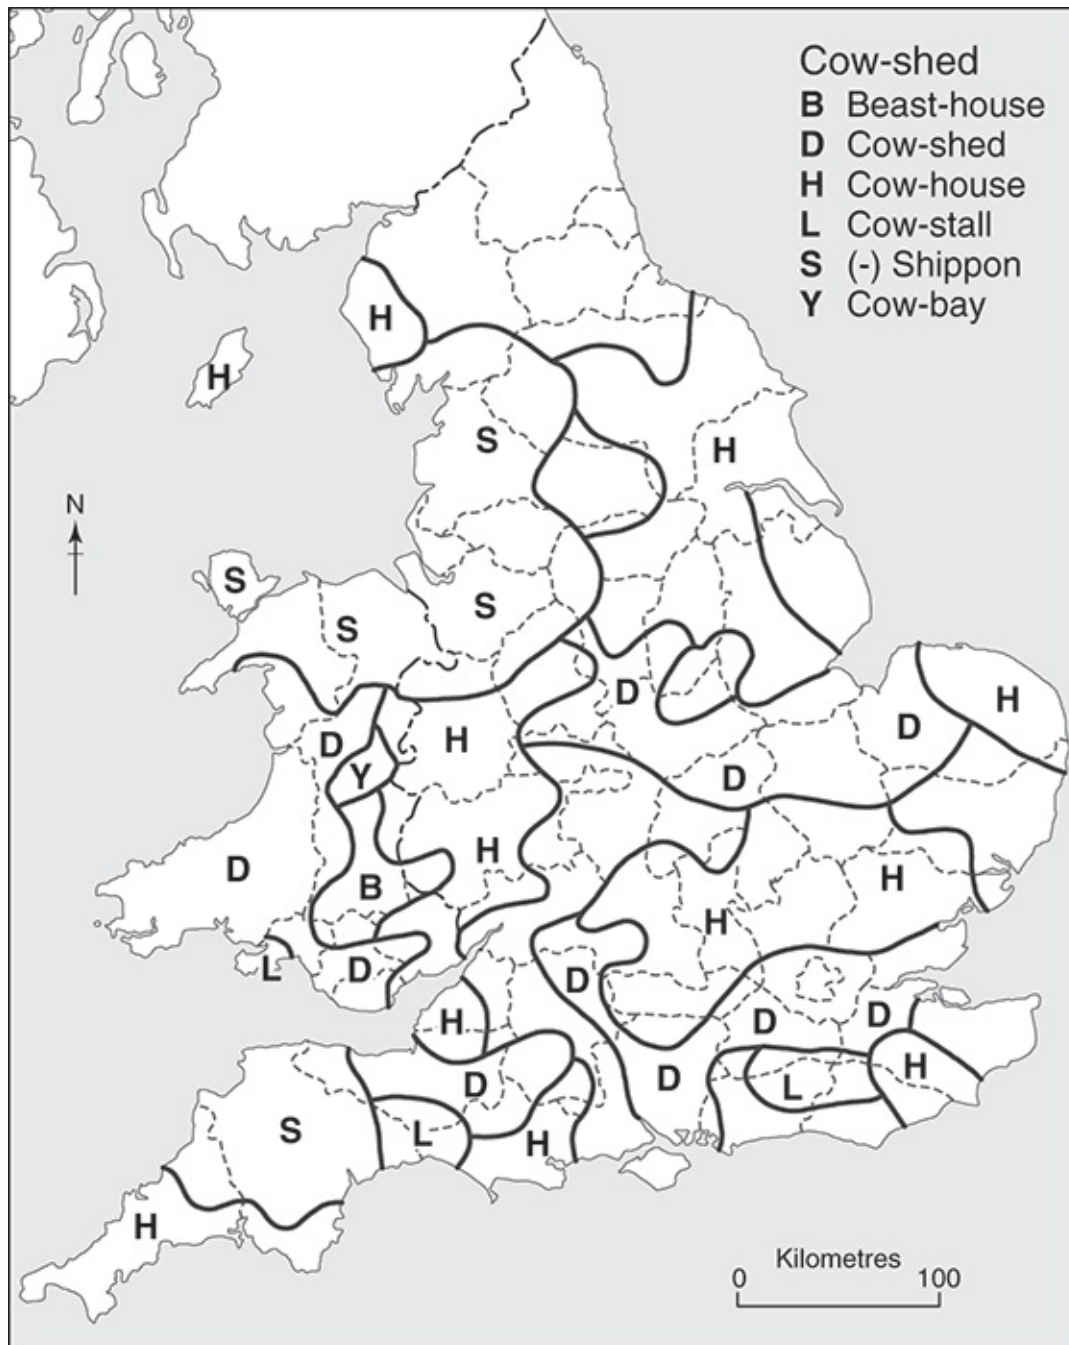 Cow-shed
B Beast-house
D Cow-shed
H Cow-house
L Cow-stall
S (-) Shippon
Y Cow-bay
H
H
S
H
N
S
S
S
D
H
H
D
D
Y
D
H
D
B
H
H
L
D
D
H
D
D
D
H
D
L
S
L
H
H
Kilometres
0 100